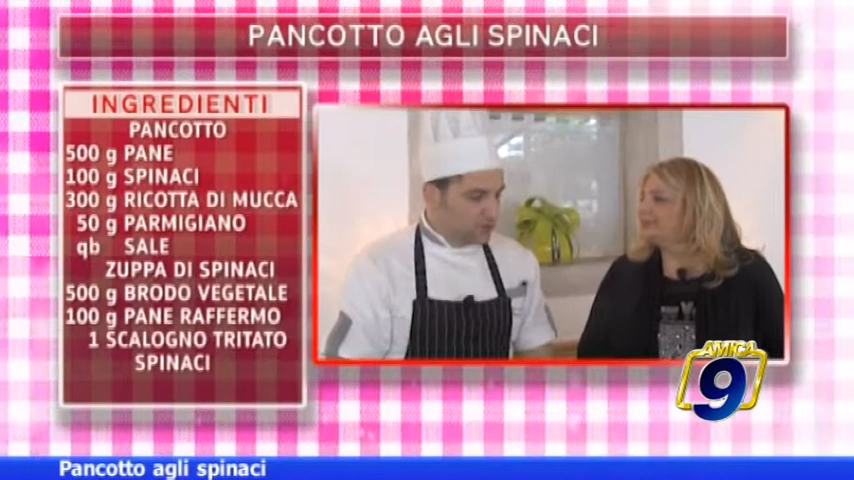 PANCOTTO AGLI SPINACI
INGREDIENTI
PANCOTTO
500 g PANE
100 g SPINACI
300 g RICOTTA DI MUCCA
50 g PARMIGIANO
qb SALE
ZUPPA DI SPINACI
500 g BRODO VEGETALE
100 g PANE RAFFERMO
1 SCALOGNO TRITATO
SPINACI
AMICA
9
Pancotto agli spinaci